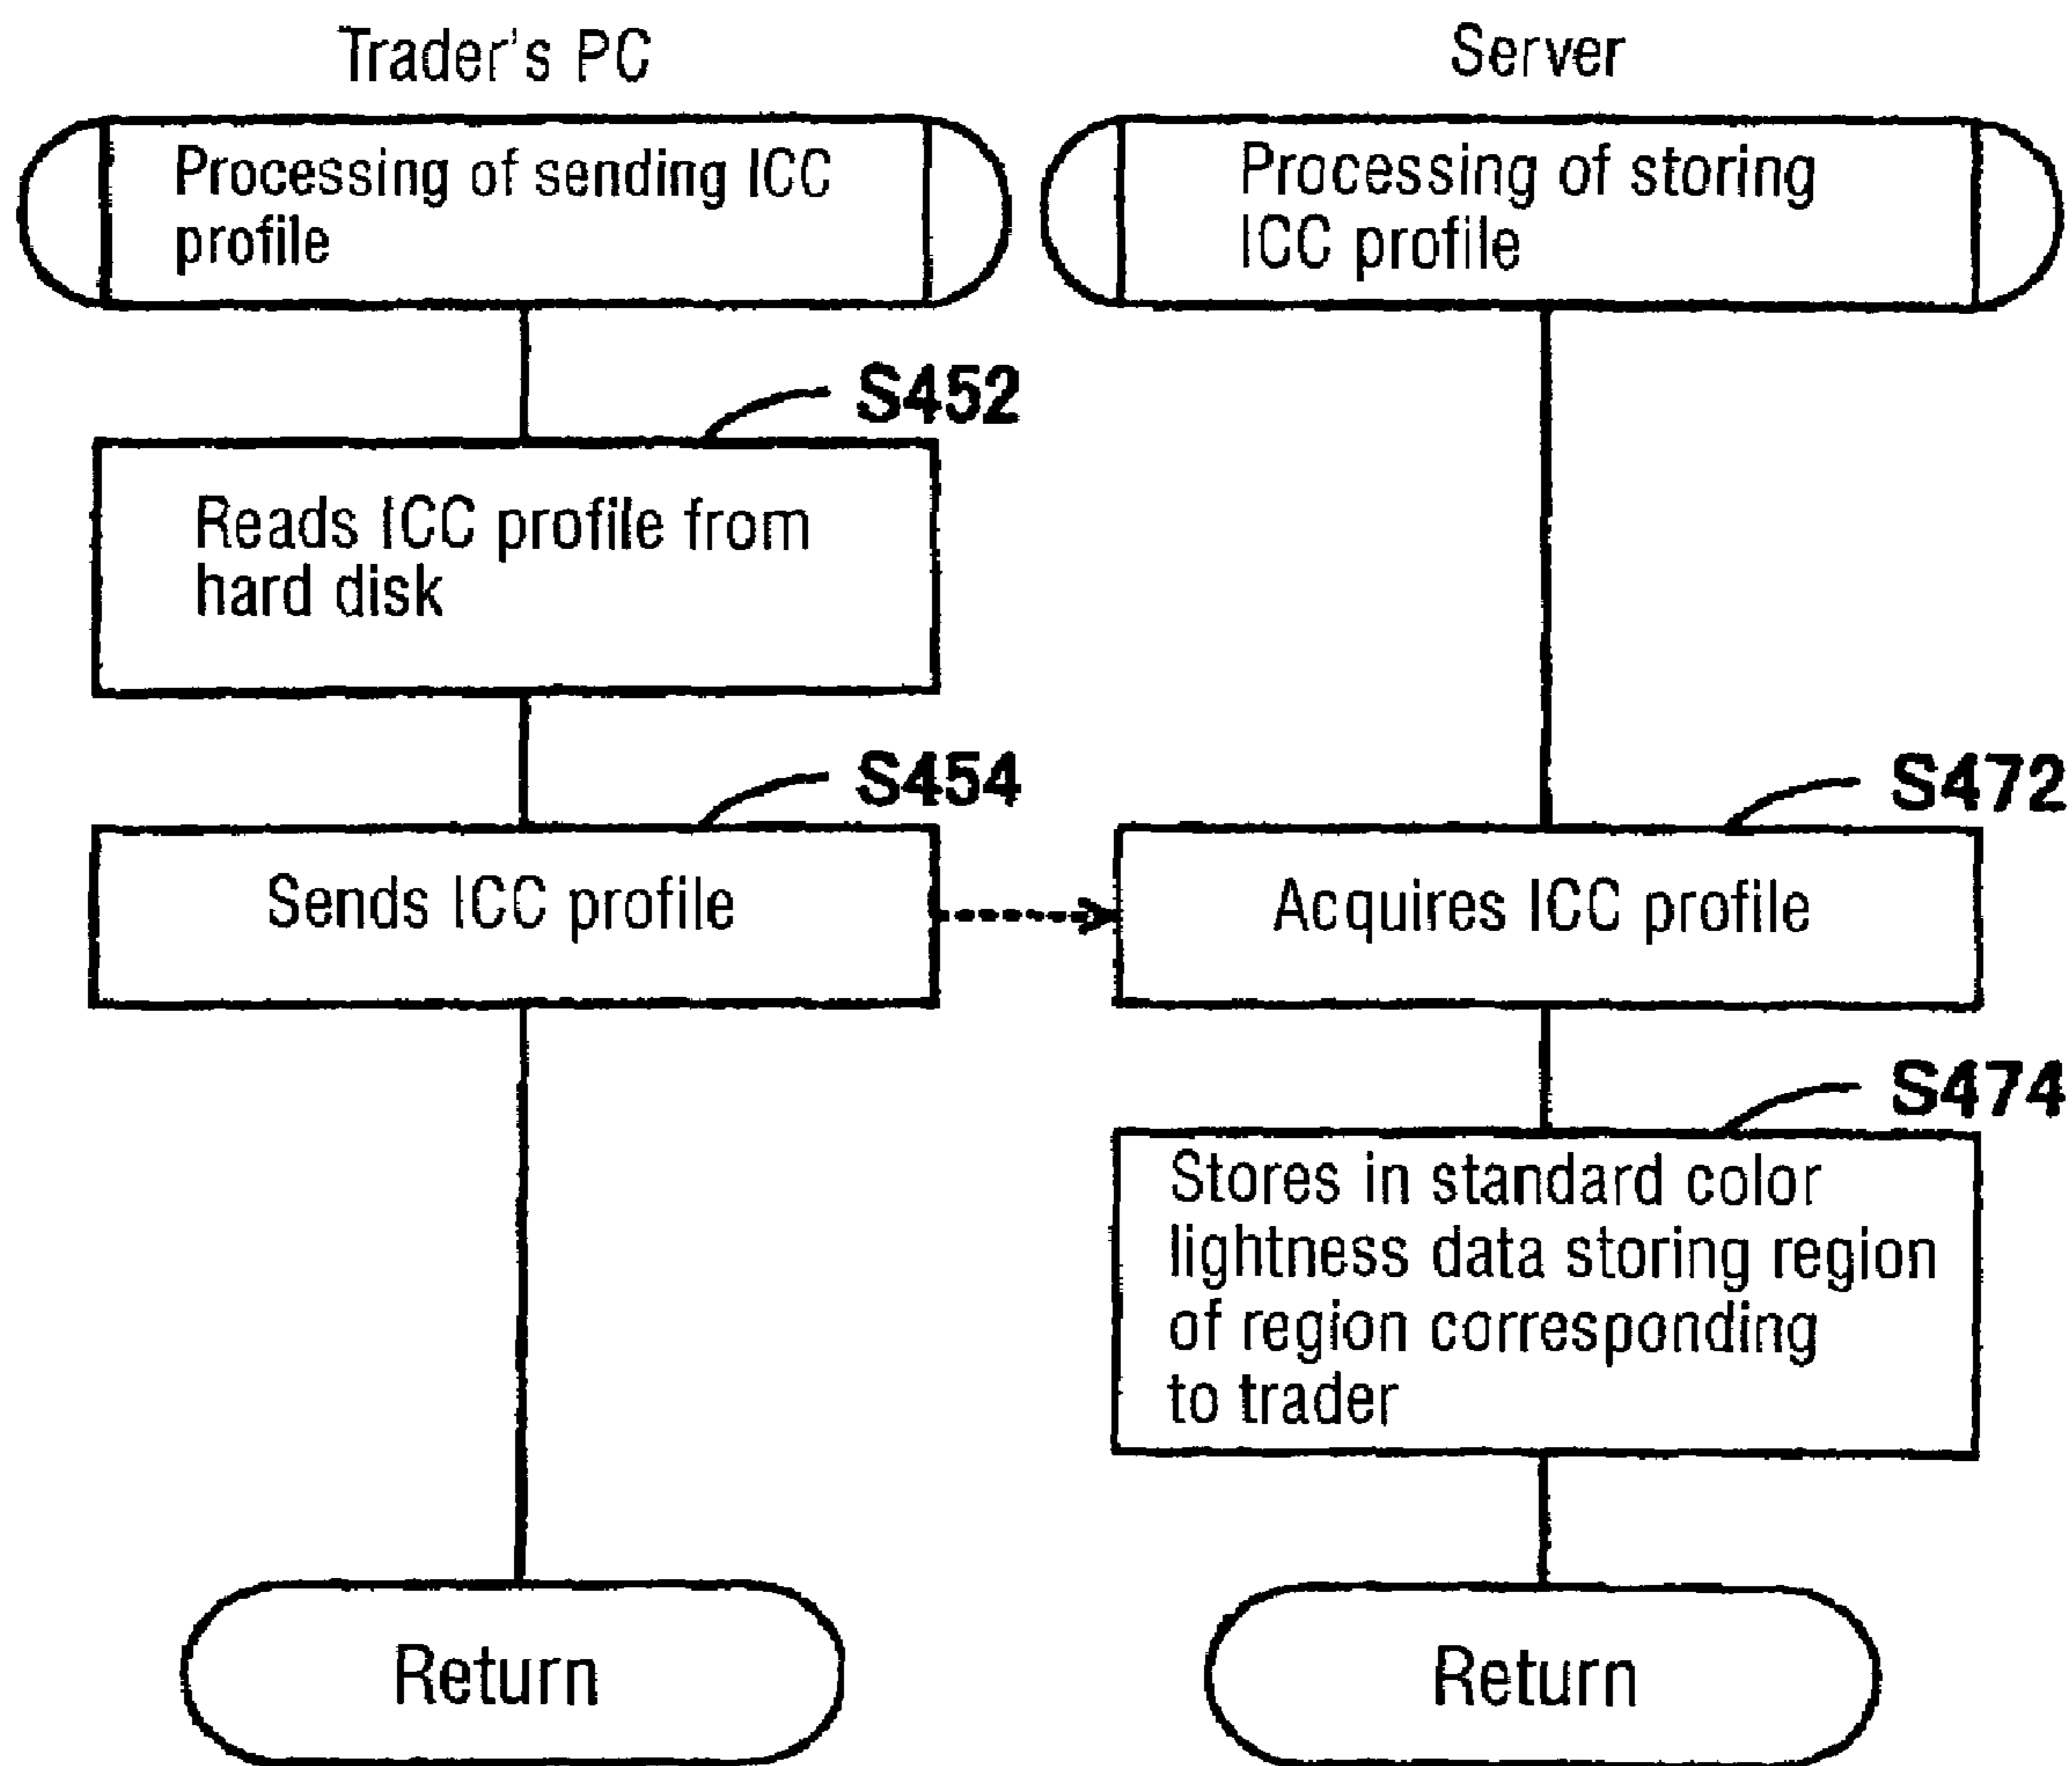 Trader's PC
Processing of sending ICC
profile
S452
Reads ICC profile from
hard disk
S454
Sends ICC profile
Return
Server
Processing of storing
ICC profile
S472
Acquires ICC profile
S474
Stores in standard color
lightness data storing region
of region corresponding
to trader
Return